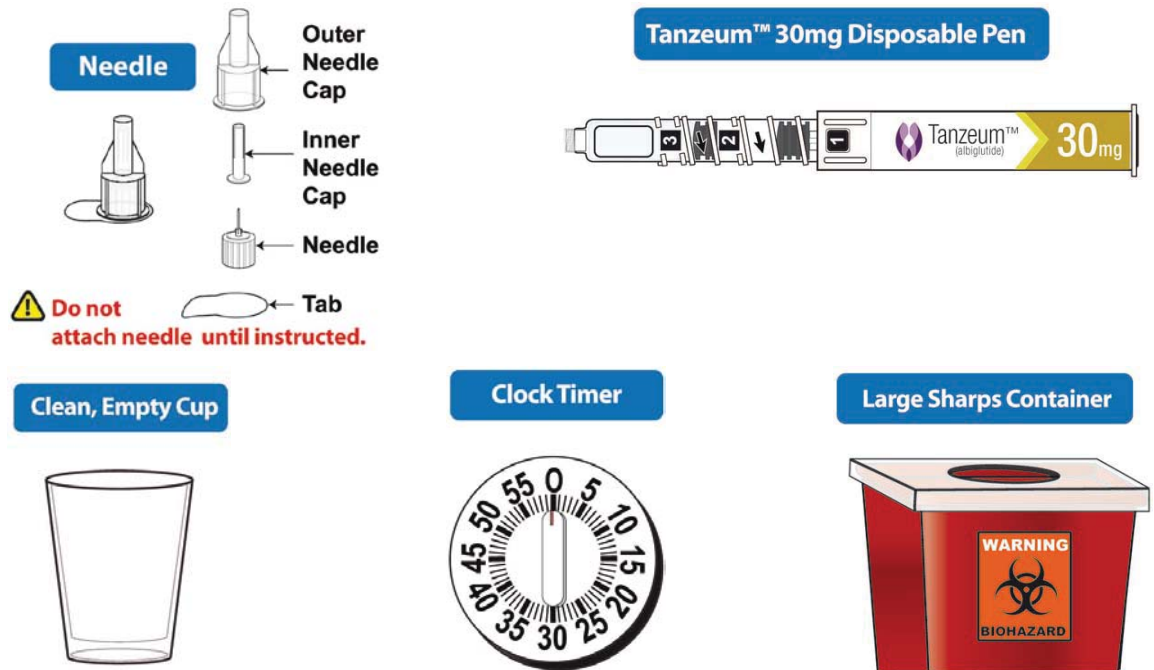 Needle
Outer
Needle
Cap
Inner
Needle
Cap
Needle
Tab
Do not
attach needle until instructed.
Tanzeum™ 30mg Disposable Pen
3
2
1
Tanzeum™
(albiglutide)
30mg
Clean, Empty Cup
Clock Timer
0
5
10
15
20
25
30
35
40
45
50
55
Large Sharps Container
WARNING
BIOHAZARD